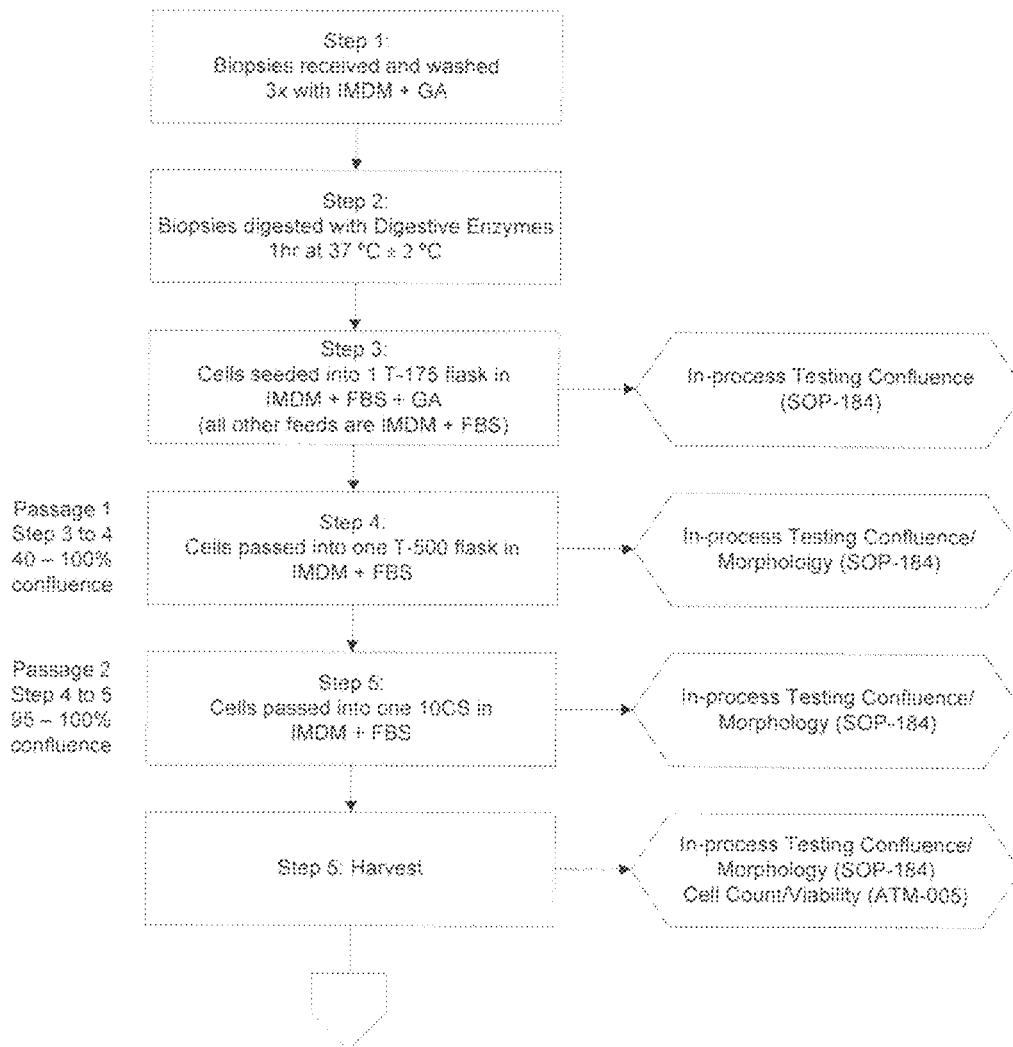 Step 1:
Biopsies received and washed
3x with IMDM + GA
Step 2:
Biopsies digested with Digestive Enzymes
1hr at 37 °C ± 2 °C
Step 3:
Cells seeded into 1 T-175 flask in
IMDM + FBS + GA
(all other feeds are IMDM + FBS)
In-process Testing Confluence
(SOP-184)
Passage 1
Step 3 to 4
40 – 100%
confluence
Step 4:
Cells passed into one T-500 flask in
IMDM + FBS
In-process Testing Confluence/
Morphology (SOP-184)
Passage 2
Step 4 to 5
95 – 100%
confluence
Step 5:
Cells passed into one 10CS in
IMDM + FBS
In-process Testing Confluence/
Morphology (SOP-184)
Step 5: Harvest
In-process Testing Confluence/
Morphology (SOP-184)
Cell Count/Viability (ATM-005)